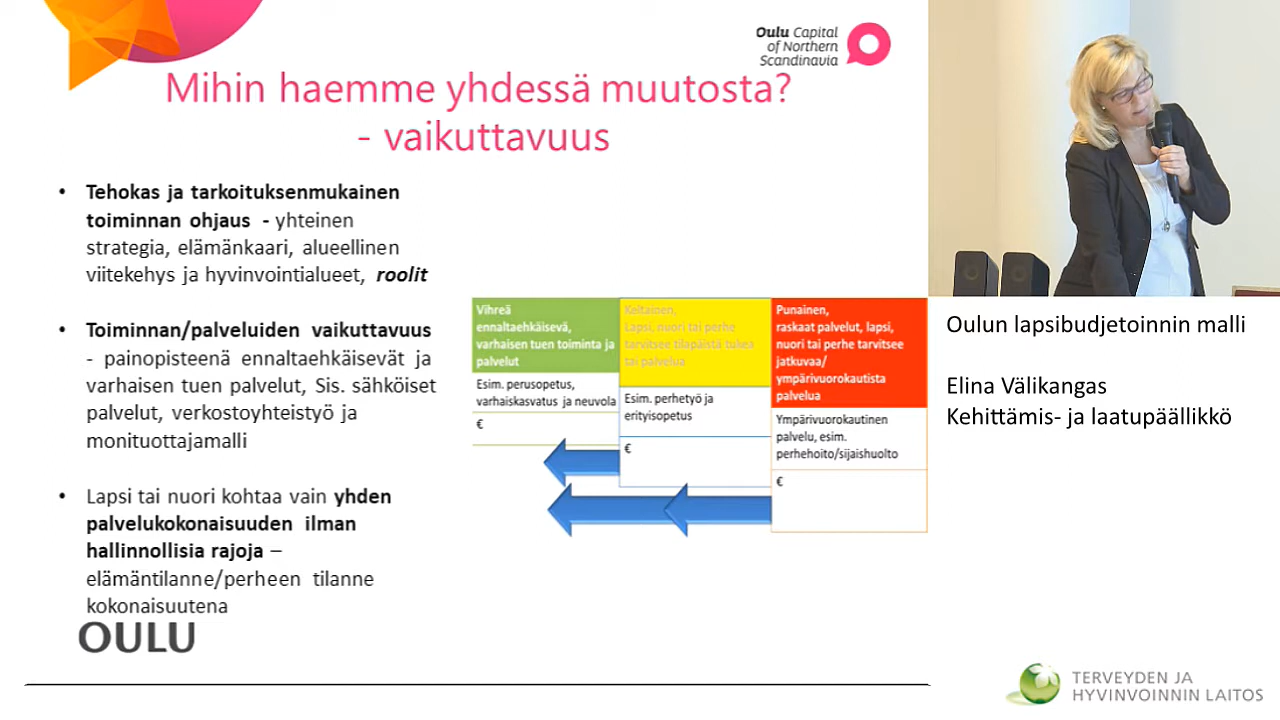 Oulu Capital
of Northern
Scandinavia
Mihin haemme yhdessä muutosta?
- vaikuttavuus
• Tehokas ja tarkoituksenmukainen
toiminnan ohjaus - yhteinen
strategia, elämänkaari, alueellinen
viitekehys ja hyvinvointialueet, roolit
• Toiminnan/palveluiden vaikuttavuus
- painopisteenä ennaltaehkäisevät ja
varhaisen tuen palvelut, Sis. sähköiset
palvelut, verkostoyhteistyö ja
monituottajamalli
• Lapsi tai nuori kohtaa vain yhden
palvelukokonaisuuden ilman
hallinnollisia rajoja –
elämäntilanne/perheen tilanne
kokonaisuutena
OULU
Vihreä
ennaltaehkäisevä,
varhaisen tuen toiminta ja
palvelut
Esim. perusopetus,
varhaiskasvatus ja neuvola
€
Keltainen,
Lapsi, nuori tai perhe
tarvitsee tilapäistä tukea
tai palvelua
Esim. perhetyö ja
erityisopetus
€
Punainen,
raskaat palvelut, lapsi,
nuori tai perhe tarvitsee
jatkuvaa/
ympärivuorokautista
palvelua
Ympärivuorokautinen
palvelu, esim.
perhehoito/sijaishuolto
€
Oulun lapsibudjetoinnin malli
Elina Välikangas
Kehittämis- ja laatupäällikkö
TERVEYDEN JA
HYVINVOINNIN LAITOS